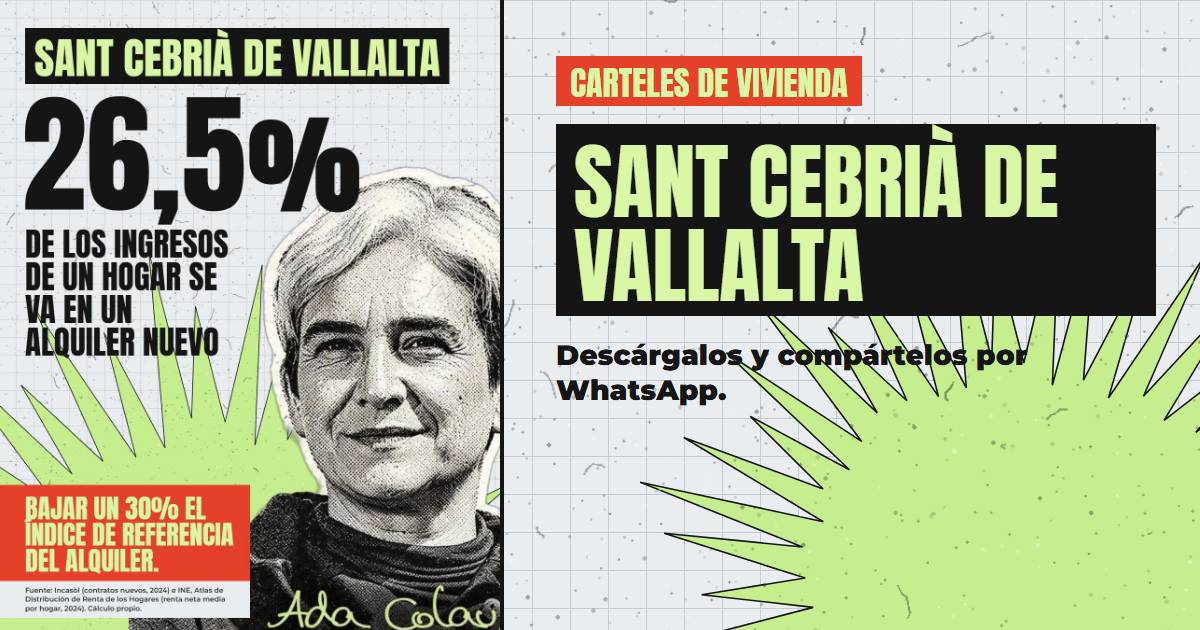 SANT CEBRIÀ DE VALLALTA
26,5%
DE LOS INGRESOS
DE UN HOGAR SE
VA EN UN
ALQUILER NUEVO
BAJAR UN 30% EL
ÍNDICE DE REFERENCIA
DEL ALQUILER.
Fuente: Incasòl (contratos nuevos, 2024) e INE, Atlas de
Distribución de Renta de los Hogares (renta neta media
por hogar, 2024). Cálculo propio.
Ada Colau
CARTELES DE VIVIENDA
SANT CEBRIÀ DE
VALLALTA
Descárgalos y compártelos por
WhatsApp.